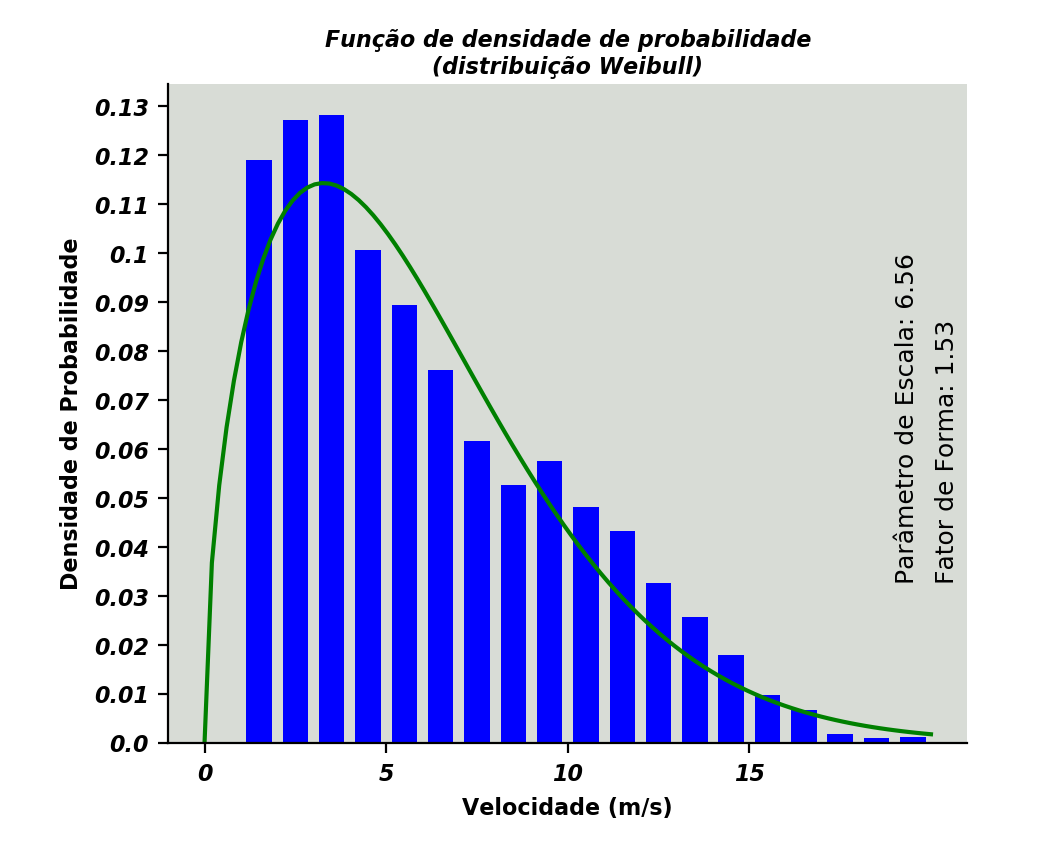 Função de densidade de probabilidade
(distribuição Weibull)
0.13
0.12
0.11
0.1
0.09
0.08
0.07
0.06
0.05
0.04
0.03
0.02
0.01
0.0
Densidade de Probabilidade
Parâmetro de Escala: 6.56
Fator de Forma: 1.53
0 5 10 15
Velocidade (m/s)